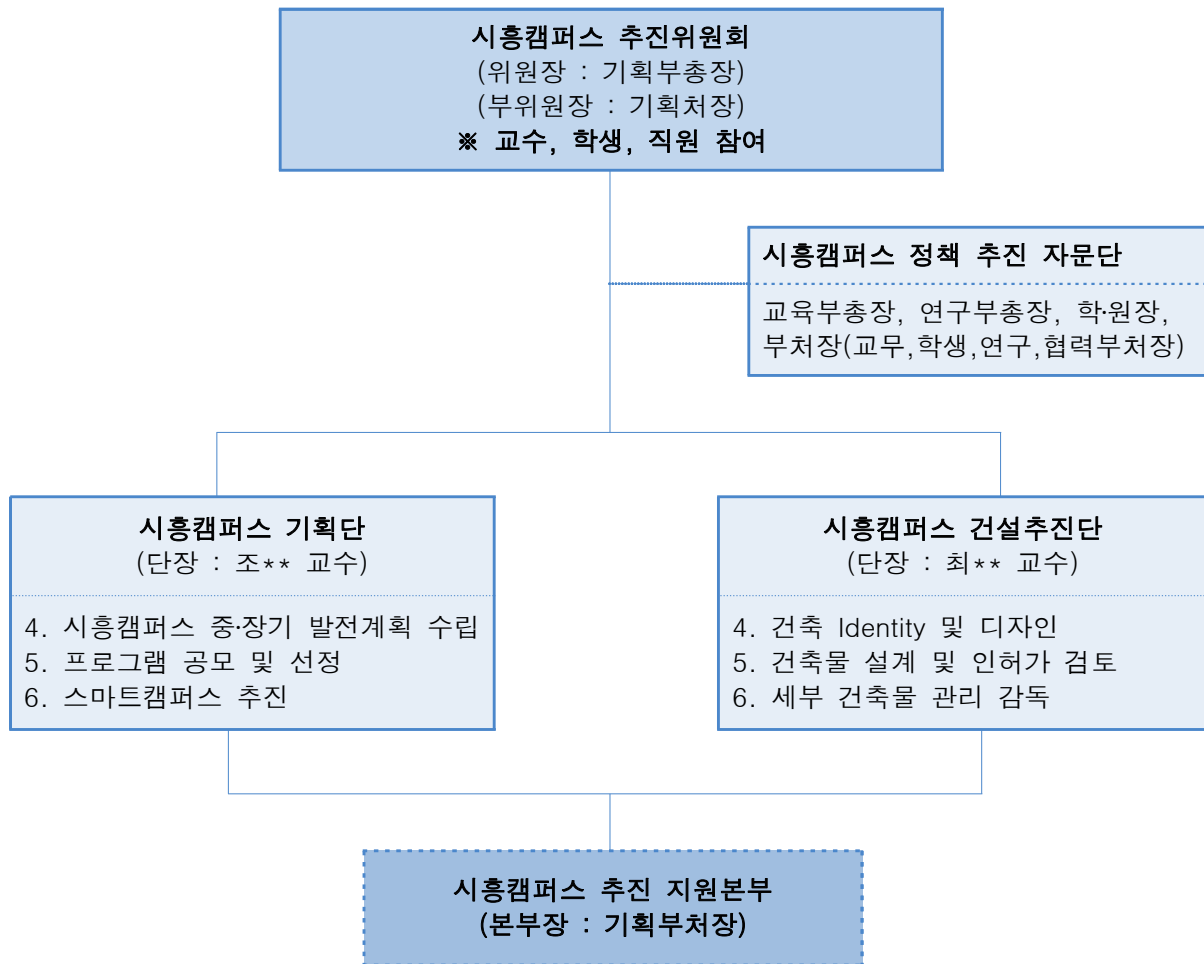 시흥캠퍼스 추진위원회
(위원장 : 기획부총장)
(부위원장 : 기획처장)
※ 교수, 학생, 직원 참여
시흥캠퍼스 정책 추진 자문단
교육부총장, 연구부총장, 학·원장,
부처장(교무,학생,연구,협력부처장)
시흥캠퍼스 기획단
(단장 : 조** 교수)
4. 시흥캠퍼스 중·장기 발전계획 수립
5. 프로그램 공모 및 선정
6. 스마트캠퍼스 추진
시흥캠퍼스 건설추진단
(단장 : 최** 교수)
4. 건축 Identity 및 디자인
5. 건축물 설계 및 인허가 검토
6. 세부 건축물 관리 감독
시흥캠퍼스 추진 지원본부
(본부장 : 기획부처장)